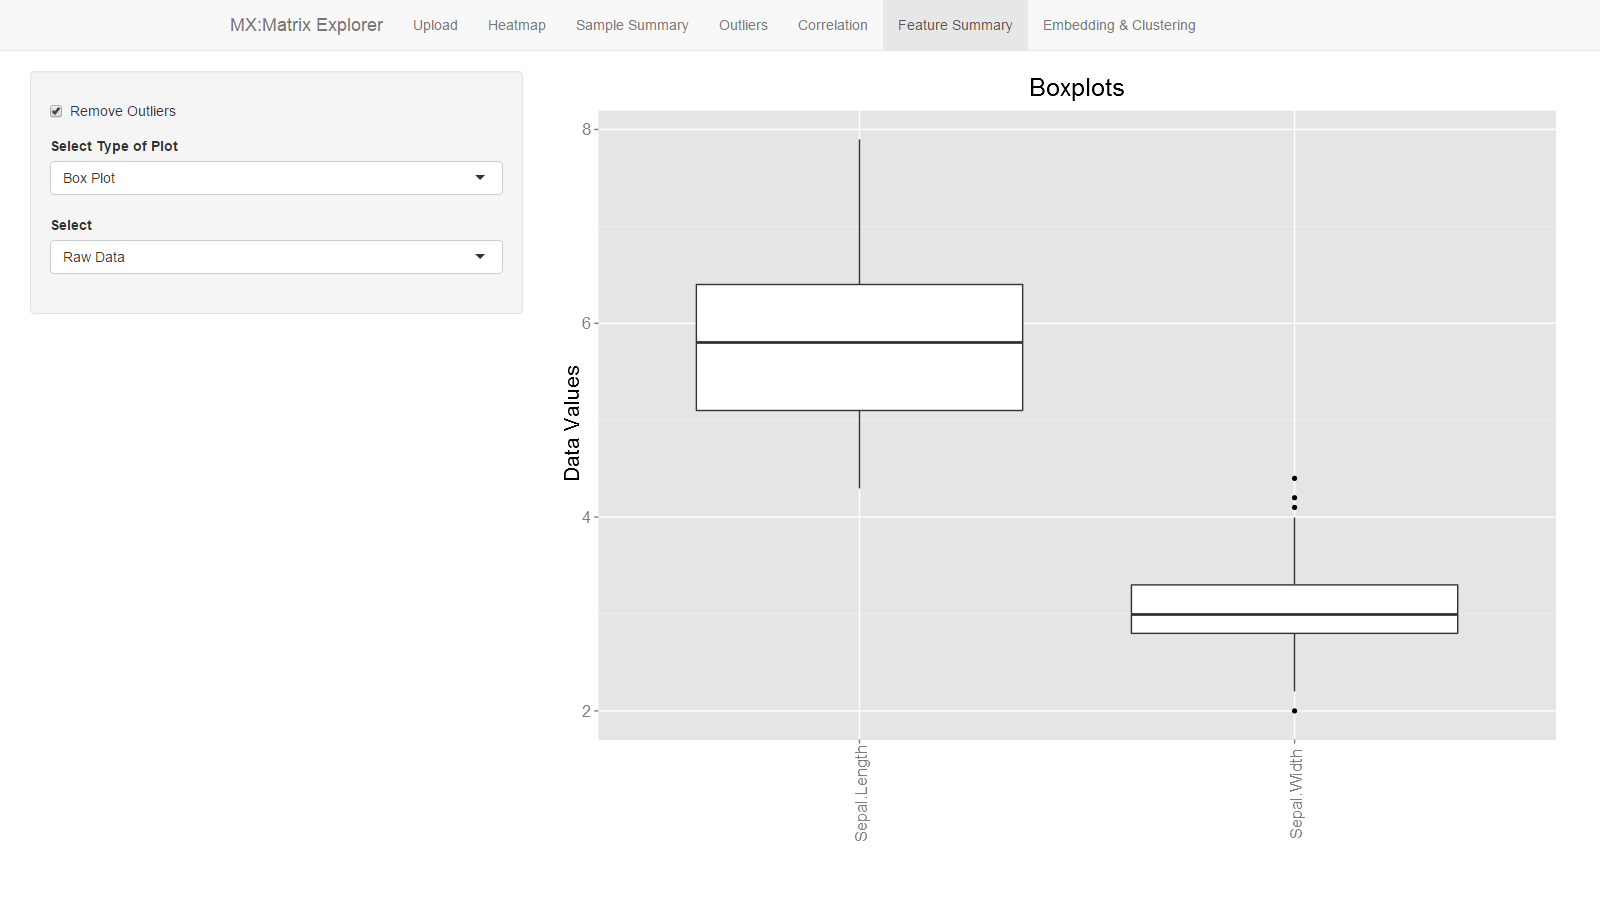 MX:Matrix Explorer Upload Heatmap Sample Summary Outliers Correlation Feature Summary Embedding & Clustering
Remove Outliers
Select Type of Plot
Box Plot
Select
Raw Data
Boxplots
Data Values
8
6
4
2
Sepal.Length
Sepal.Width